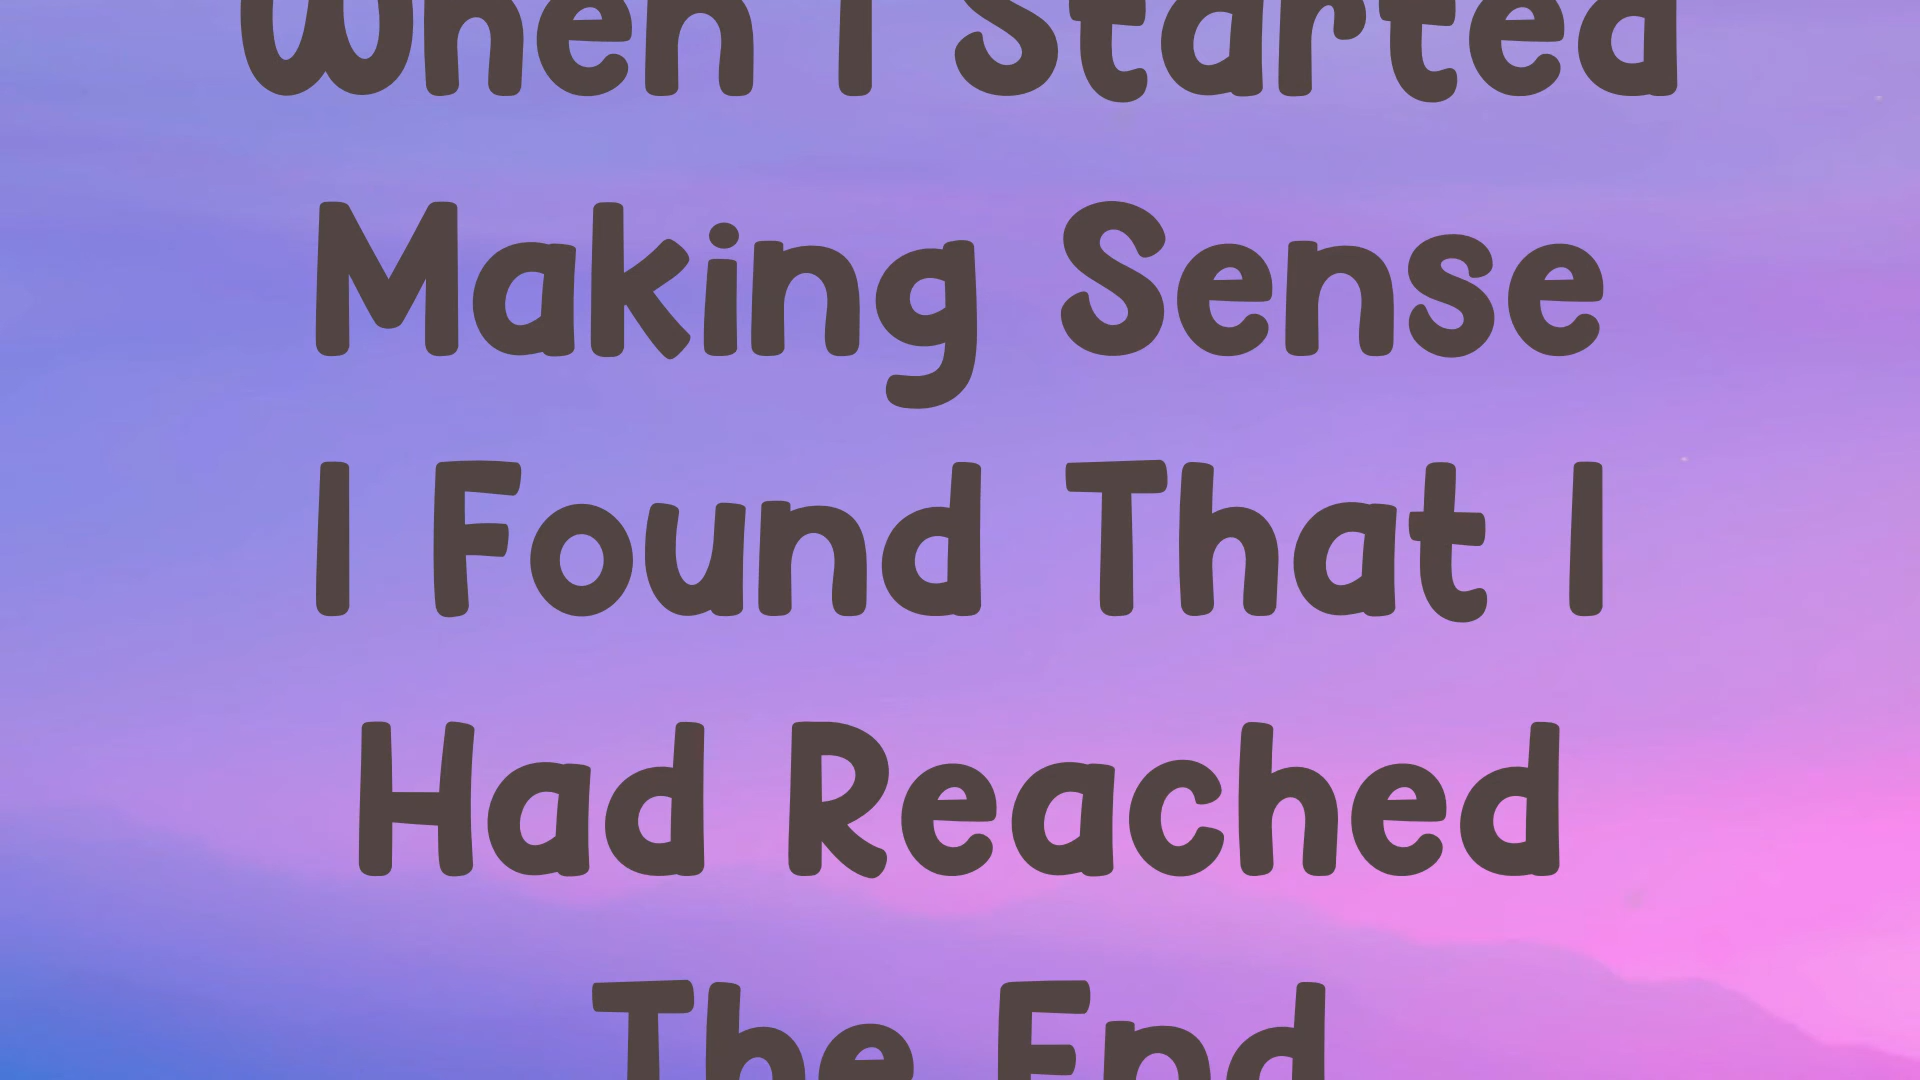 When I Started
Making Sense
I Found That I
Had Reached
The End